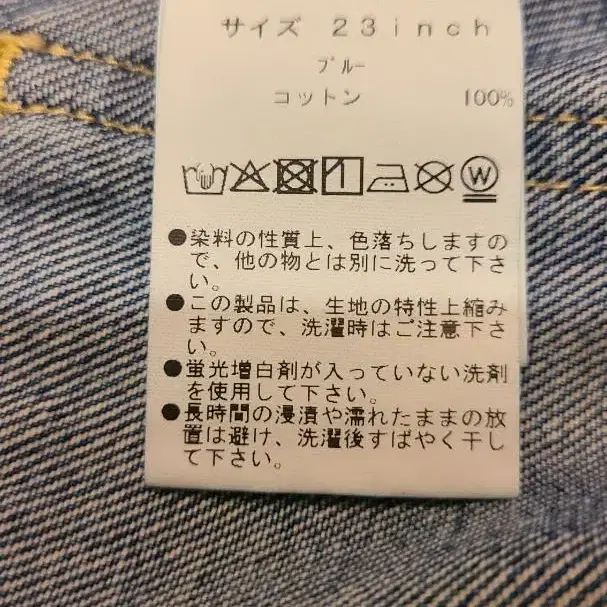 サイズ 23inch
ブルー
コットン 100%
W
●染料の性質上、色落ちしますの
で、他の物とは別に洗って下さ
い。
●この製品は、生地の特性上縮み
ますので、洗濯時はご注意下さ
い。
●蛍光増白剤が入っていない洗剤
を使用して下さい。
●長時間の浸漬や濡れたままの放
置は避け、洗濯後すばやく干し
て下さい。